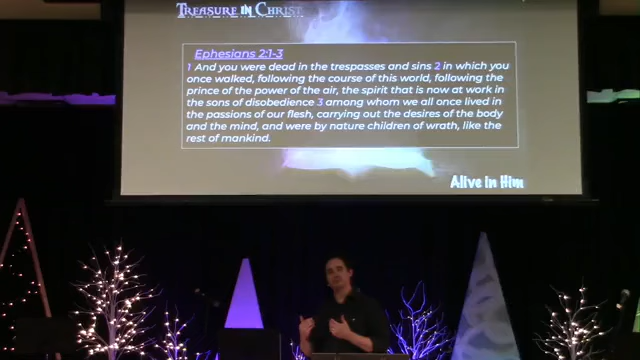 TREASURE IN CHRIST
Ephesians 2:1-3
1 And you were dead in the trespasses and sins 2 in which you
once walked, following the course of this world, following the
prince of the power of the air, the spirit that is now at work in
the sons of disobedience 3 among whom we all once lived in
the passions of our flesh, carrying out the desires of the body
and the mind, and were by nature children of wrath, like the
rest of mankind.
Alive in Him